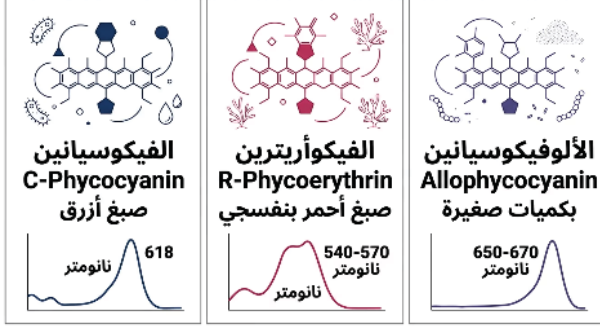 الفيكوسيانين
C-Phycocyanin
صبغ أزرق
618
نانومتر
الفيكوأريترين
R-Phycoerythrin
صبغ أحمر بنفسجي
540-570
نانومتر
نانومتر
الألوفيكوسيانين
Allophycocyanin
بكميات صغيرة
650-670
نانومتر